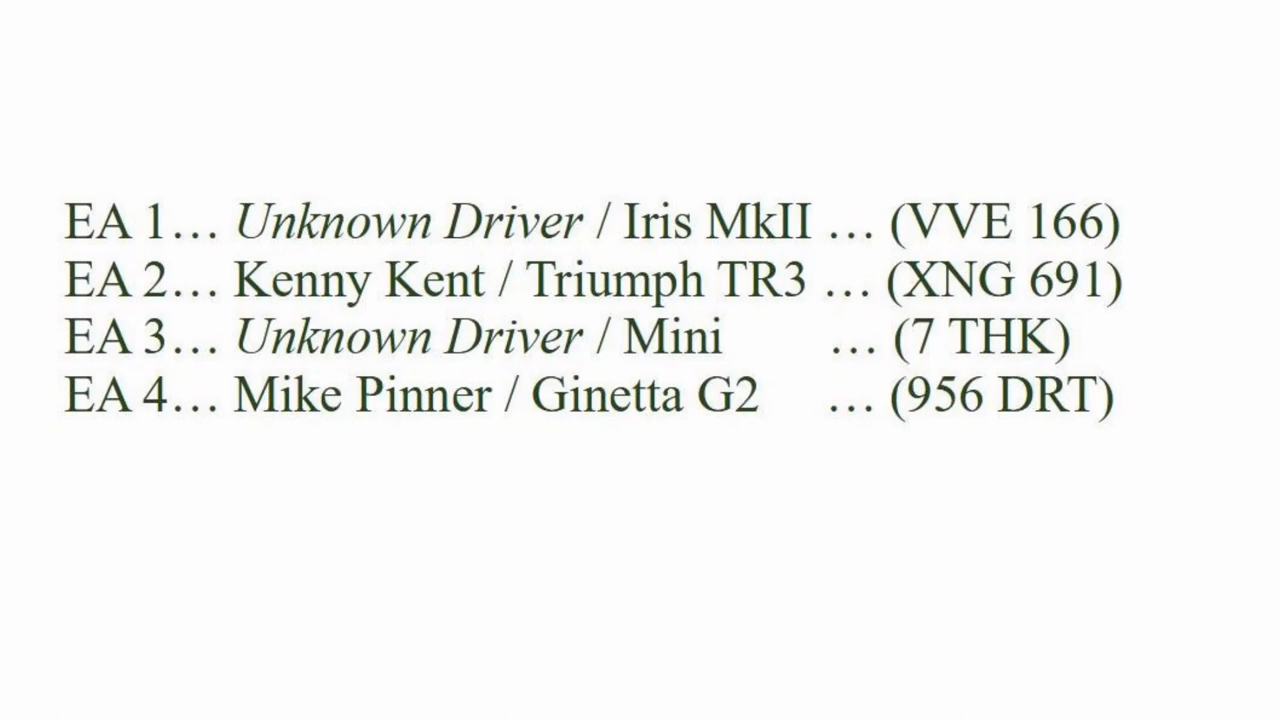 EA 1… Unknown Driver / Iris MkII … (VVE 166)
EA 2… Kenny Kent / Triumph TR3 … (XNG 691)
EA 3… Unknown Driver / Mini … (7 THK)
EA 4… Mike Pinner / Ginetta G2 … (956 DRT)